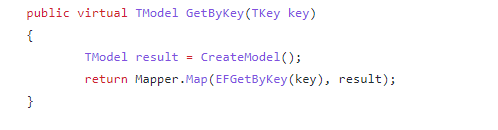 public virtual TModel GetByKey(TKey key)
{
TModel result = CreateModel();
return Mapper.Map(EFGetByKey(key), result);
}